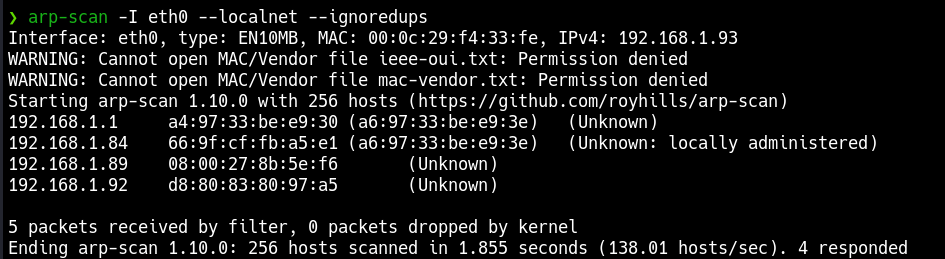 ❯ arp-scan -I eth0 --localnet --ignoredups
Interface: eth0, type: EN10MB, MAC: 00:0c:29:f4:33:fe, IPv4: 192.168.1.93
WARNING: Cannot open MAC/Vendor file ieee-oui.txt: Permission denied
WARNING: Cannot open MAC/Vendor file mac-vendor.txt: Permission denied
Starting arp-scan 1.10.0 with 256 hosts (https://github.com/royhills/arp-scan)
192.168.1.1     a4:97:33:be:e9:30 (a6:97:33:be:e9:3e)   (Unknown)
192.168.1.84    66:9f:cf:fb:a5:e1 (a6:97:33:be:e9:3e)   (Unknown: locally administered)
192.168.1.89    08:00:27:8b:5e:f6       (Unknown)
192.168.1.92    d8:80:83:80:97:a5       (Unknown)

5 packets received by filter, 0 packets dropped by kernel
Ending arp-scan 1.10.0: 256 hosts scanned in 1.855 seconds (138.01 hosts/sec). 4 responded